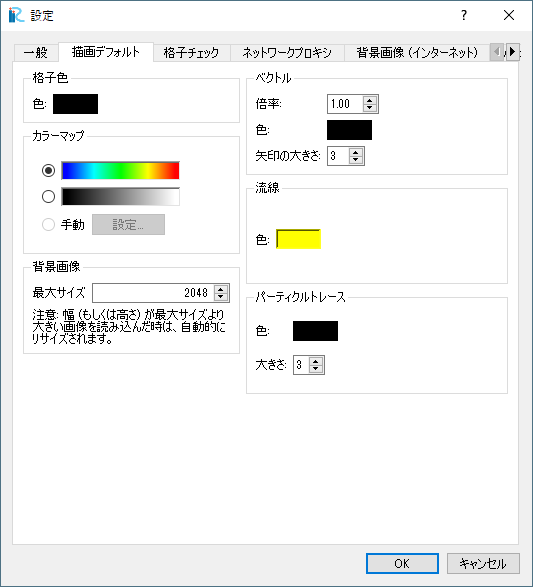 設定
一般
描画デフォルト
格子チェック
ネットワークプロキシ
背景画像 (インターネット)
格子色
色:
カラーマップ
手動
設定...
背景画像
最大サイズ
2048
注意: 幅 (もしくは高さ) が最大サイズより
大きい画像を読み込んだ時は、自動的に
リサイズされます。
ベクトル
倍率:
1.00
色:
矢印の大きさ:
3
流線
色:
パーティクルトレース
色:
大きさ:
3
OK
キャンセル